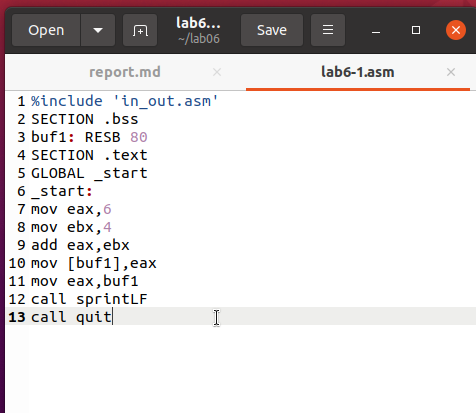 Open
lab6…
~/lab06
Save
report.md
lab6-1.asm
1 %include 'in_out.asm'
2 SECTION .bss
3 buf1: RESB 80
4 SECTION .text
5 GLOBAL _start
6 _start:
7 mov eax,6
8 mov ebx,4
9 add eax,ebx
10 mov [buf1],eax
11 mov eax,buf1
12 call sprintLF
13 call quit